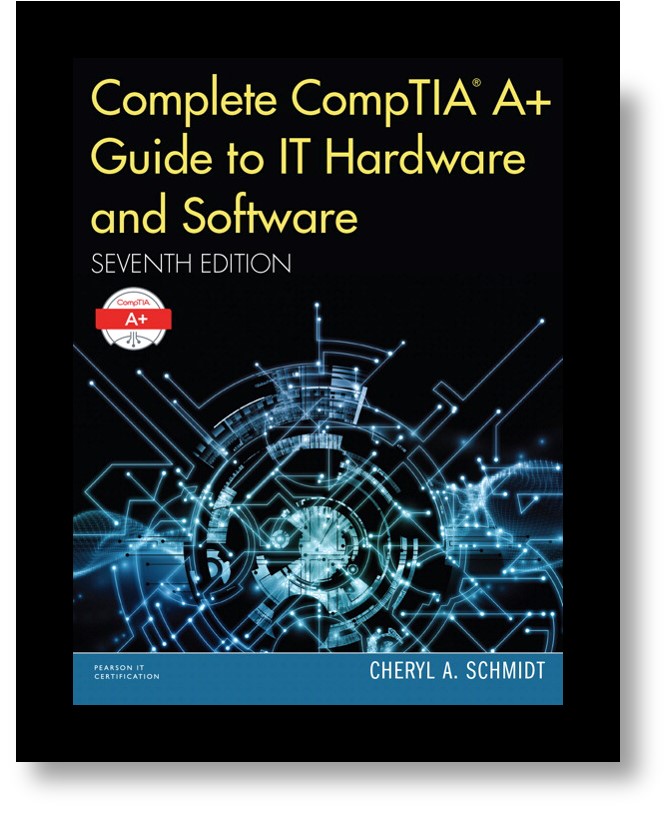 Complete CompTIA® A+
Guide to IT Hardware
and Software
SEVENTH EDITION
CompTIA
A+
PEARSON IT
CERTIFICATION
CHERYL A. SCHMIDT